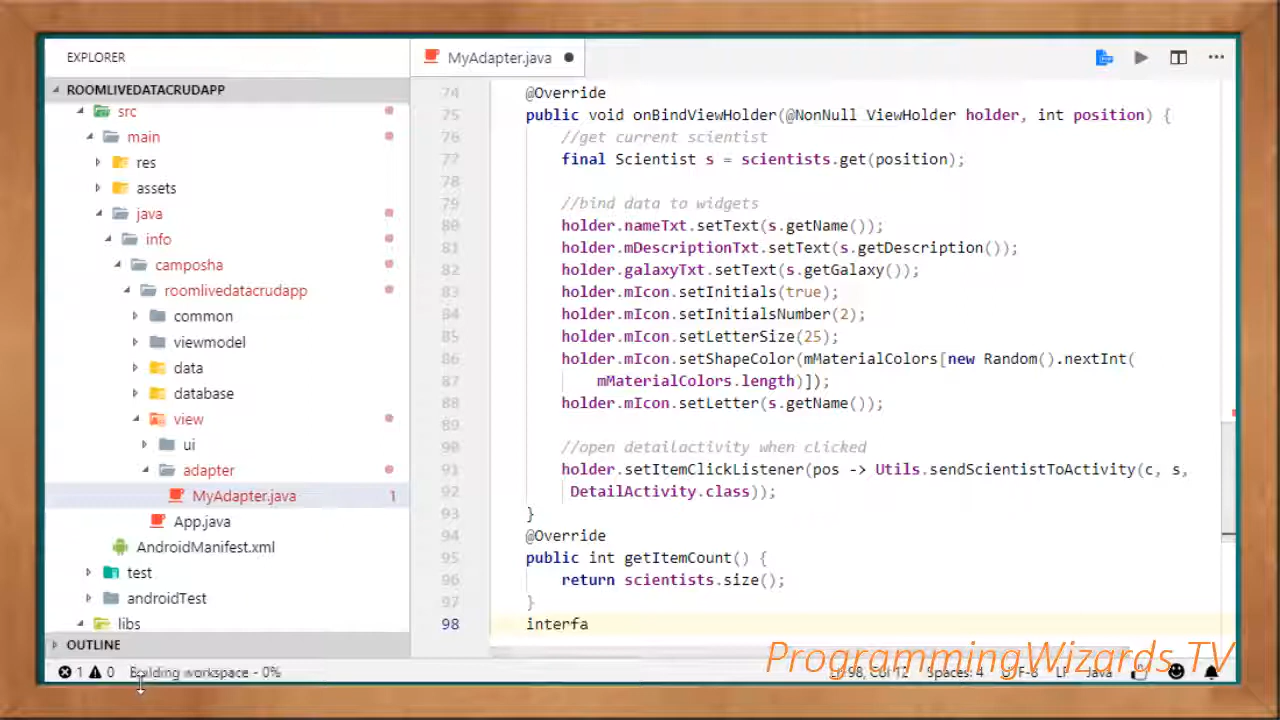 EXPLORER
MyAdapter.java
ROOMLIVEDATACRUDAPP
src
main
res
assets
java
info
camposha
roomlivedatacrudapp
common
viewmodel
data
database
view
ui
adapter
MyAdapter.java 1
App.java
AndroidManifest.xml
test
androidTest
libs
OUTLINE
74 @Override
75 public void onBindViewHolder(@NonNull ViewHolder holder, int position) {
76 //get current scientist
77 final Scientist s = scientists.get(position);
78
79 //bind data to widgets
80 holder.nameTxt.setText(s.getName());
81 holder.mDescriptionTxt.setText(s.getDescription());
82 holder.galaxyTxt.setText(s.getGalaxy());
83 holder.mIcon.setInitials(true);
84 holder.mIcon.setInitialsNumber(2);
85 holder.mIcon.setLetterSize(25);
86 holder.mIcon.setShapeColor(mMaterialColors[new Random().nextInt(
87 mMaterialColors.length)]);
88 holder.mIcon.setLetter(s.getName());
89
90 //open detailactivity when clicked
91 holder.setItemClickListener(pos -> Utils.sendScientistToActivity(c, s,
92 DetailActivity.class));
93 }
94 @Override
95 public int getItemCount() {
96 return scientists.size();
97 }
98 interfa
ProgrammingWizards TV
1 0 Building workspace - 0% Ln 98, Col 12 Spaces: 4 UTF-8 LF Java